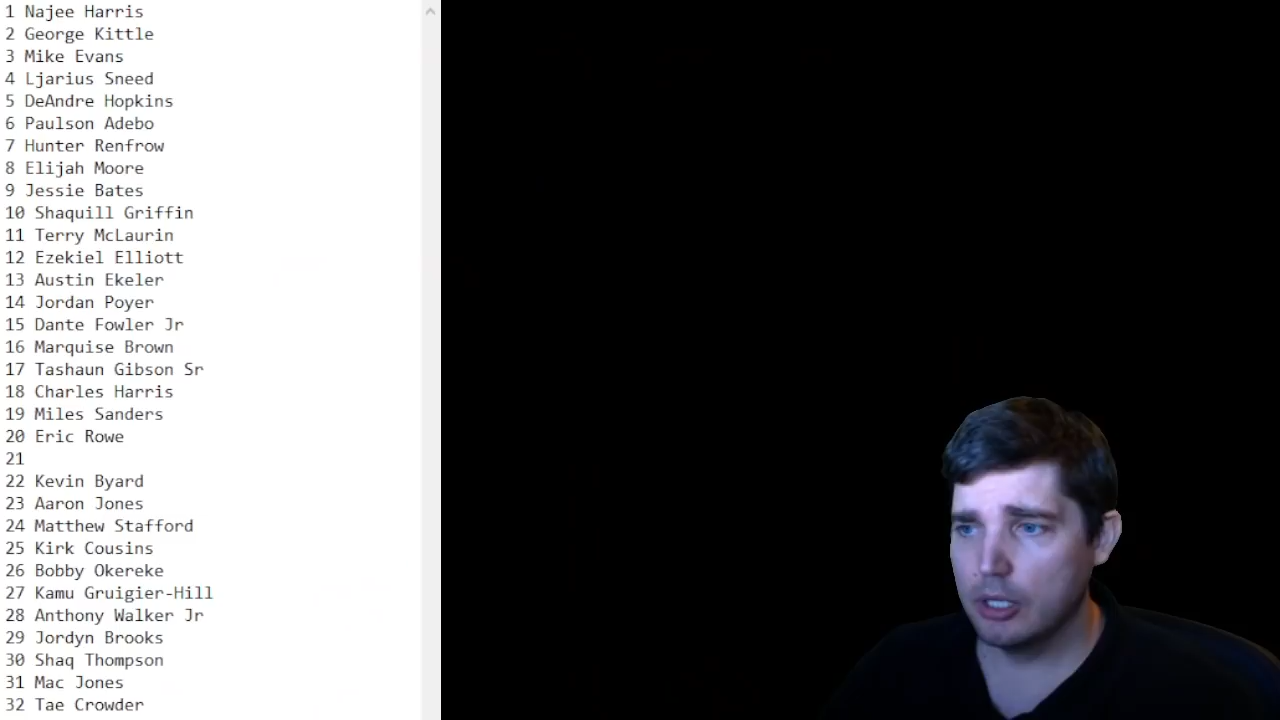 1 Najee Harris
2 George Kittle
3 Mike Evans
4 Ljarius Sneed
5 DeAndre Hopkins
6 Paulson Adebo
7 Hunter Renfrow
8 Elijah Moore
9 Jessie Bates
10 Shaquill Griffin
11 Terry McLaurin
12 Ezekiel Elliott
13 Austin Ekeler
14 Jordan Poyer
15 Dante Fowler Jr
16 Marquise Brown
17 Tashaun Gibson Sr
18 Charles Harris
19 Miles Sanders
20 Eric Rowe
21
22 Kevin Byard
23 Aaron Jones
24 Matthew Stafford
25 Kirk Cousins
26 Bobby Okereke
27 Kamu Gruigier-Hill
28 Anthony Walker Jr
29 Jordyn Brooks
30 Shaq Thompson
31 Mac Jones
32 Tae Crowder